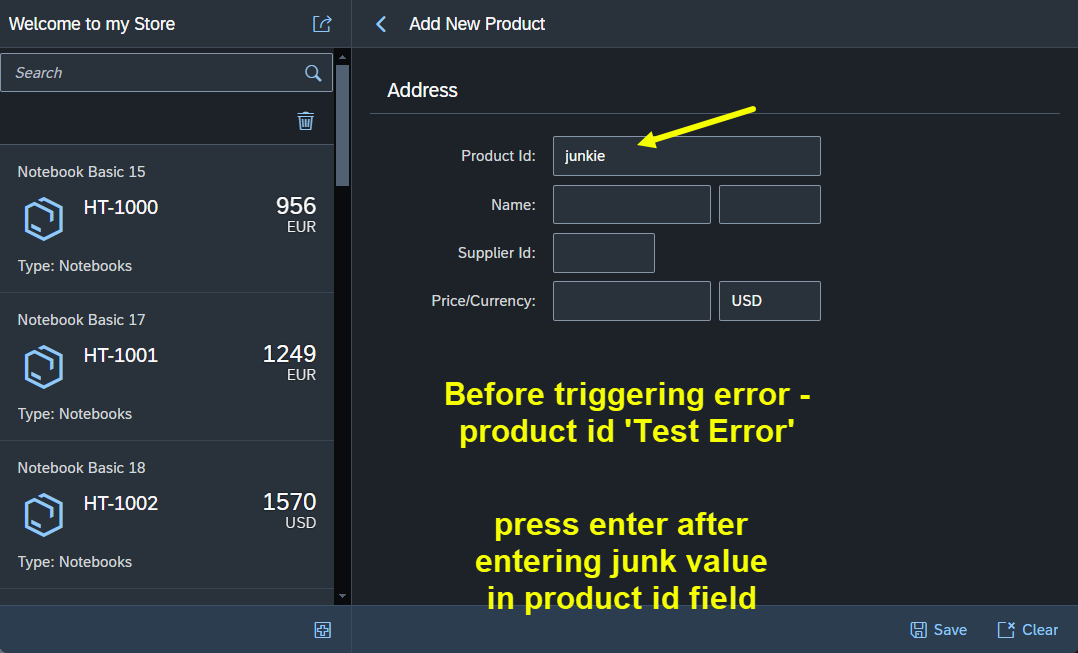 Welcome to my Store
Add New Product
Search
Address
Product Id:
junkie
Name:
Supplier Id:
Price/Currency:
USD
Notebook Basic 15
HT-1000
956
EUR
Type: Notebooks
Notebook Basic 17
HT-1001
1249
EUR
Type: Notebooks
Notebook Basic 18
HT-1002
1570
USD
Type: Notebooks
Before triggering error -
product id 'Test Error'
press enter after
entering junk value
in product id field
Save
Clear